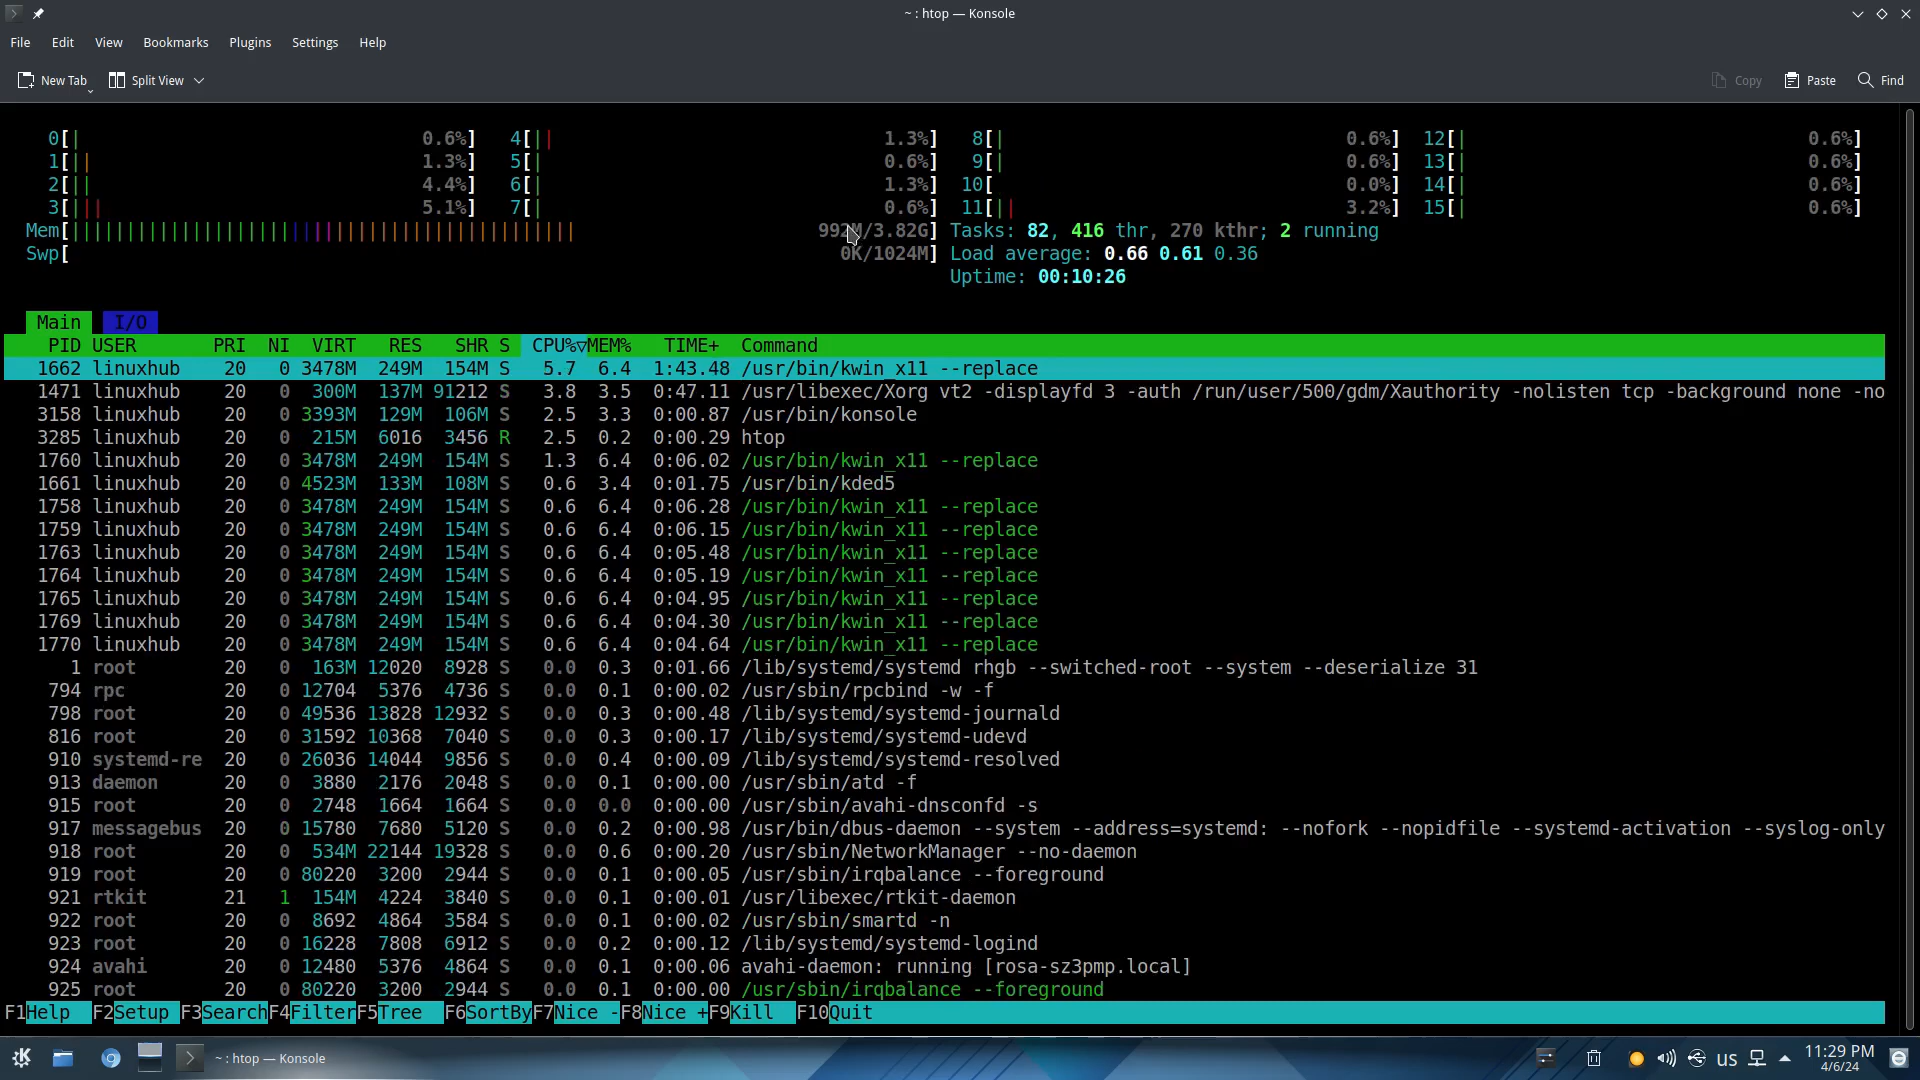 ~ : htop — Konsole
File Edit View Bookmarks Plugins Settings Help
New Tab Split View Copy Paste Find
0[| 0.6%] 4[|| 1.3%] 8[| 0.6%] 12[| 0.6%]
1[|| 1.3%] 5[| 0.6%] 9[| 0.6%] 13[| 0.6%]
2[|| 4.4%] 6[| 1.3%] 10[ 0.0%] 14[| 0.6%]
3[||| 5.1%] 7[| 0.6%] 11[|| 3.2%] 15[| 0.6%]
Mem[|||||||||||||||||||||||||||||||||||||||||||||| 992M/3.82G] Tasks: 82, 416 thr, 270 kthr; 2 running
Swp[ 0K/1024M] Load average: 0.66 0.61 0.36
Uptime: 00:10:26
Main I/O
PID USER PRI NI VIRT RES SHR S CPU%▽MEM% TIME+ Command
1662 linuxhub 20 0 3478M 249M 154M S 5.7 6.4 1:43.48 /usr/bin/kwin_x11 --replace
1471 linuxhub 20 0 300M 137M 91212 S 3.8 3.5 0:47.11 /usr/libexec/Xorg vt2 -displayfd 3 -auth /run/user/500/gdm/Xauthority -nolisten tcp -background none -no
3158 linuxhub 20 0 3393M 129M 106M S 2.5 3.3 0:00.87 /usr/bin/konsole
3285 linuxhub 20 0 215M 6016 3456 R 2.5 0.2 0:00.29 htop
1760 linuxhub 20 0 3478M 249M 154M S 1.3 6.4 0:06.02 /usr/bin/kwin_x11 --replace
1661 linuxhub 20 0 4523M 133M 108M S 0.6 3.4 0:01.75 /usr/bin/kded5
1758 linuxhub 20 0 3478M 249M 154M S 0.6 6.4 0:06.28 /usr/bin/kwin_x11 --replace
1759 linuxhub 20 0 3478M 249M 154M S 0.6 6.4 0:06.15 /usr/bin/kwin_x11 --replace
1763 linuxhub 20 0 3478M 249M 154M S 0.6 6.4 0:05.48 /usr/bin/kwin_x11 --replace
1764 linuxhub 20 0 3478M 249M 154M S 0.6 6.4 0:05.19 /usr/bin/kwin_x11 --replace
1765 linuxhub 20 0 3478M 249M 154M S 0.6 6.4 0:04.95 /usr/bin/kwin_x11 --replace
1769 linuxhub 20 0 3478M 249M 154M S 0.6 6.4 0:04.30 /usr/bin/kwin_x11 --replace
1770 linuxhub 20 0 3478M 249M 154M S 0.6 6.4 0:04.64 /usr/bin/kwin_x11 --replace
1 root 20 0 163M 12020 8928 S 0.0 0.3 0:01.66 /lib/systemd/systemd rhgb --switched-root --system --deserialize 31
794 rpc 20 0 12704 5376 4736 S 0.0 0.1 0:00.02 /usr/sbin/rpcbind -w -f
798 root 20 0 49536 13828 12932 S 0.0 0.3 0:00.48 /lib/systemd/systemd-journald
816 root 20 0 31592 10368 7040 S 0.0 0.3 0:00.17 /lib/systemd/systemd-udevd
910 systemd-re 20 0 26036 14044 9856 S 0.0 0.4 0:00.09 /lib/systemd/systemd-resolved
913 daemon 20 0 3880 2176 2048 S 0.0 0.1 0:00.00 /usr/sbin/atd -f
915 root 20 0 2748 1664 1664 S 0.0 0.0 0:00.00 /usr/sbin/avahi-dnsconfd -s
917 messagebus 20 0 15780 7680 5120 S 0.0 0.2 0:00.98 /usr/bin/dbus-daemon --system --address=systemd: --nofork --nopidfile --systemd-activation --syslog-only
918 root 20 0 534M 22144 19328 S 0.0 0.6 0:00.20 /usr/sbin/NetworkManager --no-daemon
919 root 20 0 80220 3200 2944 S 0.0 0.1 0:00.05 /usr/sbin/irqbalance --foreground
921 rtkit 21 1 154M 4224 3840 S 0.0 0.1 0:00.01 /usr/libexec/rtkit-daemon
922 root 20 0 8692 4864 3584 S 0.0 0.1 0:00.02 /usr/sbin/smartd -n
923 root 20 0 16228 7808 6912 S 0.0 0.2 0:00.12 /lib/systemd/systemd-logind
924 avahi 20 0 12480 5376 4864 S 0.0 0.1 0:00.06 avahi-daemon: running [rosa-sz3pmp.local]
925 root 20 0 80220 3200 2944 S 0.0 0.1 0:00.00 /usr/sbin/irqbalance --foreground
F1Help F2Setup F3SearchF4FilterF5Tree F6SortByF7Nice -F8Nice +F9Kill F10Quit
~ : htop — Konsole us 11:29 PM
4/6/24